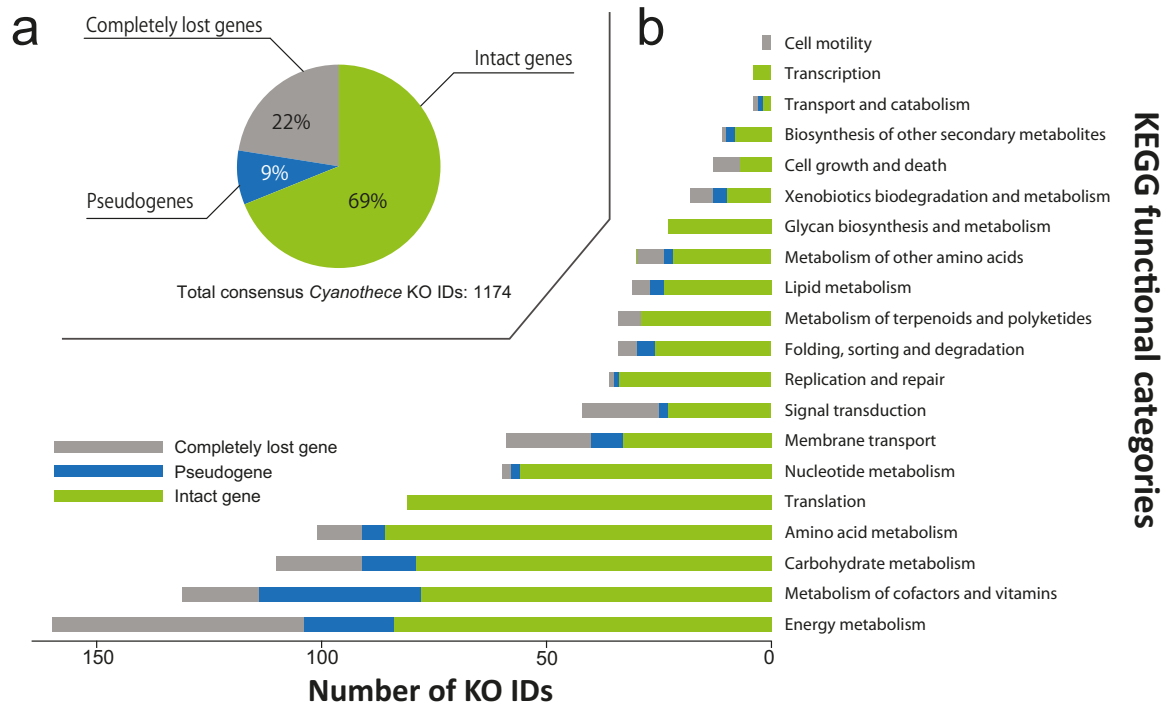 a
Completely lost genes
Intact genes
22%
9%
69%
Pseudogenes
Total consensus Cyanothece KO IDs: 1174
b
Cell motility
Transcription
Transport and catabolism
Biosynthesis of other secondary metabolites
Cell growth and death
Xenobiotics biodegradation and metabolism
Glycan biosynthesis and metabolism
Metabolism of other amino acids
Lipid metabolism
Metabolism of terpenoids and polyketides
Folding, sorting and degradation
Replication and repair
Signal transduction
Membrane transport
Nucleotide metabolism
Translation
Amino acid metabolism
Carbohydrate metabolism
Metabolism of cofactors and vitamins
Energy metabolism
KEGG functional categories
Completely lost gene
Pseudogene
Intact gene
150
100
50
0
Number of KO IDs